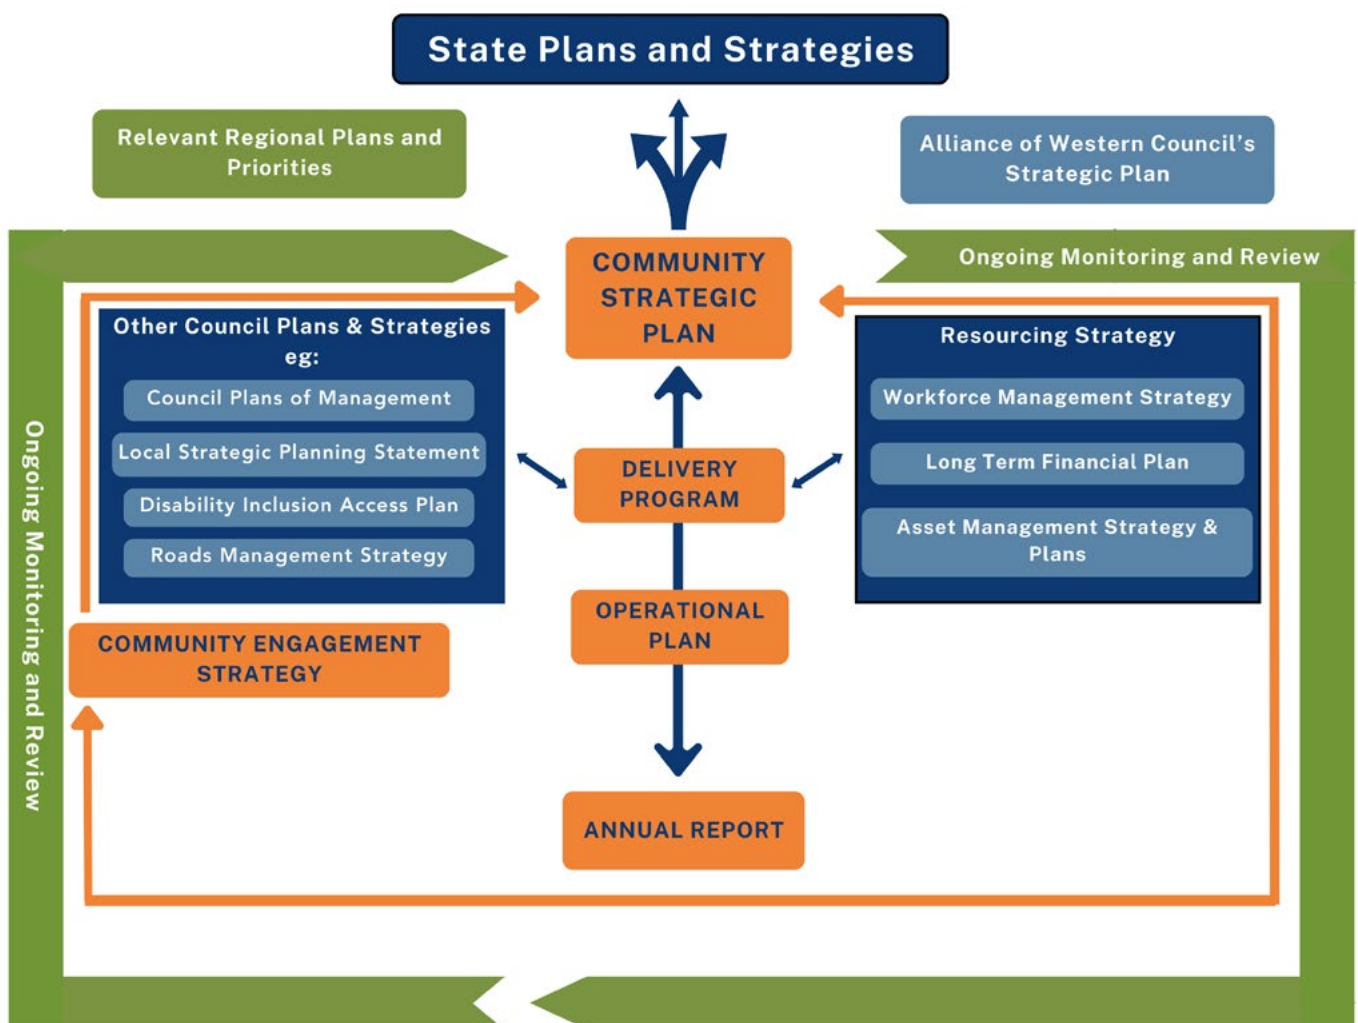 State Plans and Strategies
Relevant Regional Plans and
Priorities
Alliance of Western Council's
Strategic Plan
Ongoing Monitoring and Review
COMMUNITY
STRATEGIC
PLAN
Other Council Plans & Strategies
eg:
Council Plans of Management
Local Strategic Planning Statement
Disability Inclusion Access Plan
Roads Management Strategy
Resourcing Strategy
Workforce Management Strategy
Long Term Financial Plan
Asset Management Strategy &
Plans
DELIVERY
PROGRAM
OPERATIONAL
PLAN
COMMUNITY ENGAGEMENT
STRATEGY
Ongoing Monitoring and Review
ANNUAL REPORT